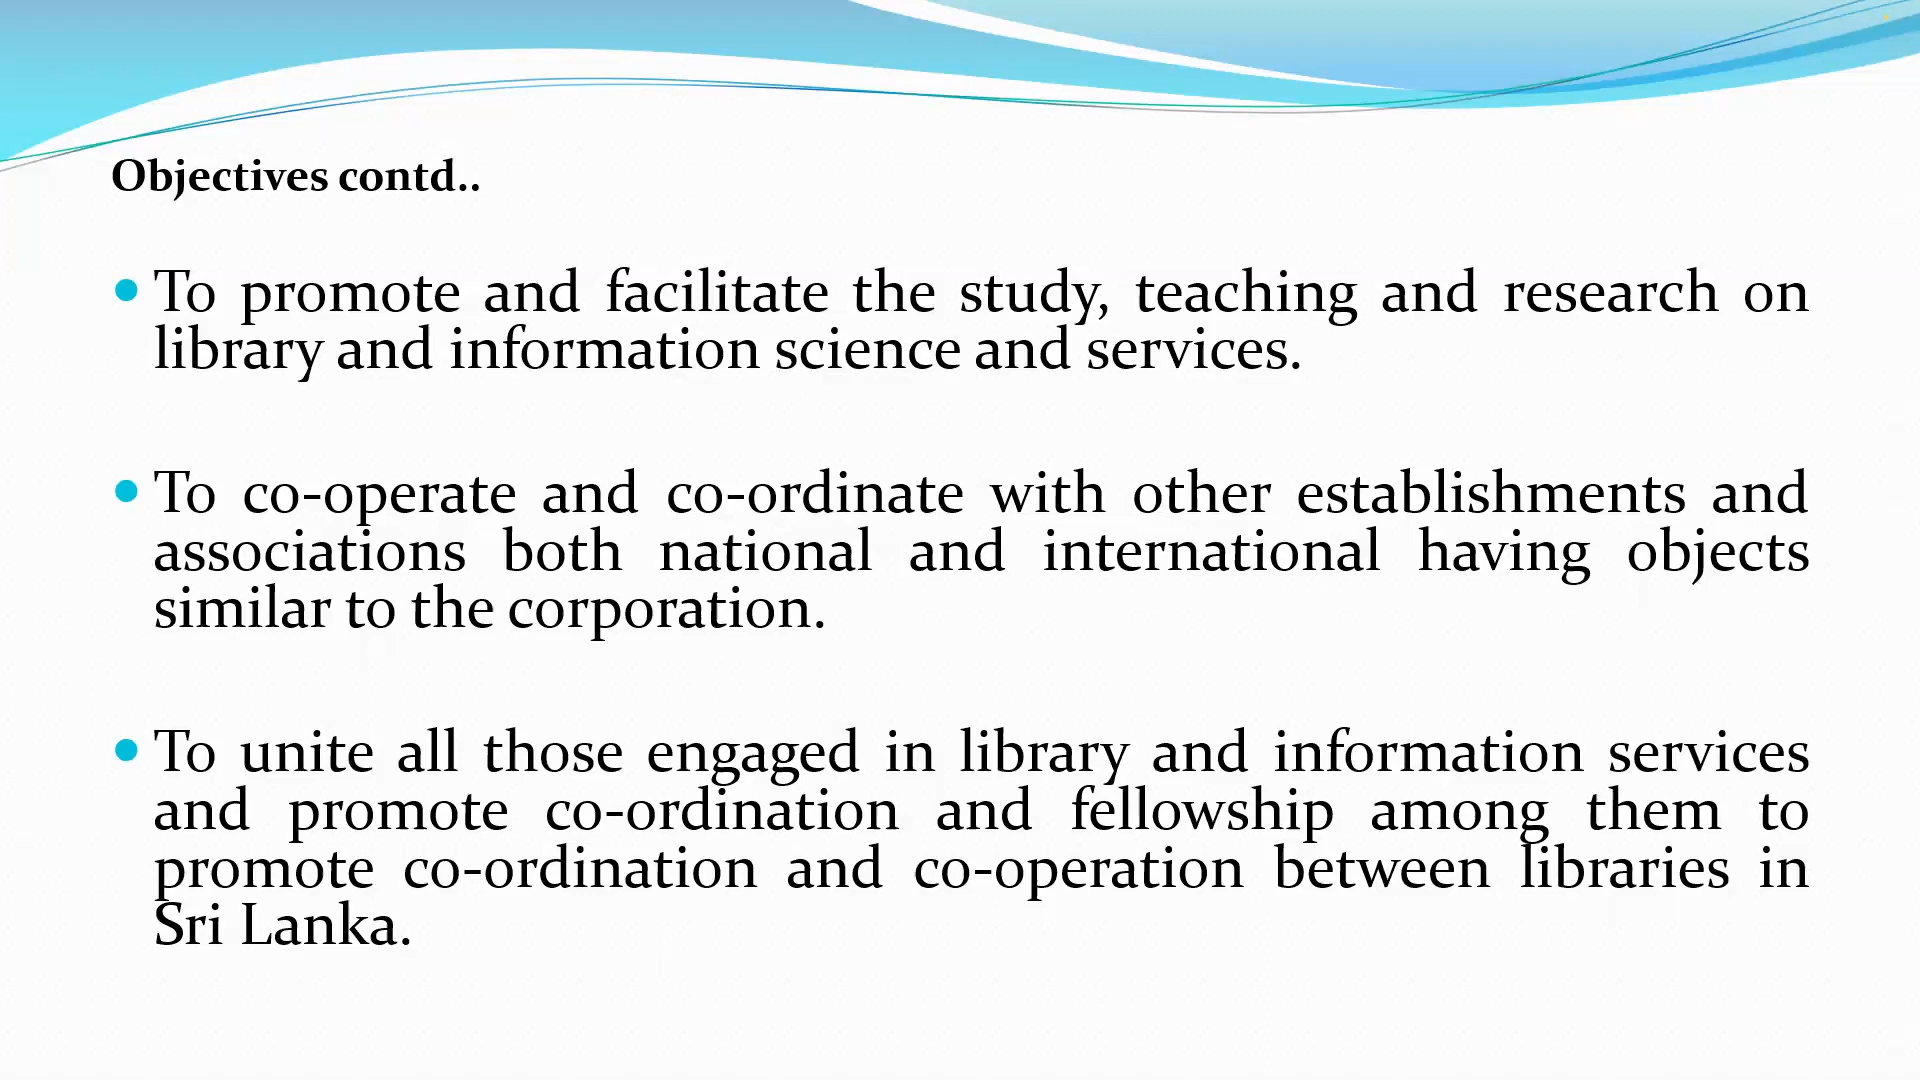 Objectives contd..
• To promote and facilitate the study, teaching and research on
library and information science and services.
• To co-operate and co-ordinate with other establishments and
associations both national and international having objects
similar to the corporation.
• To unite all those engaged in library and information services
and promote co-ordination and fellowship among them to
promote co-ordination and co-operation between libraries in
Sri Lanka.